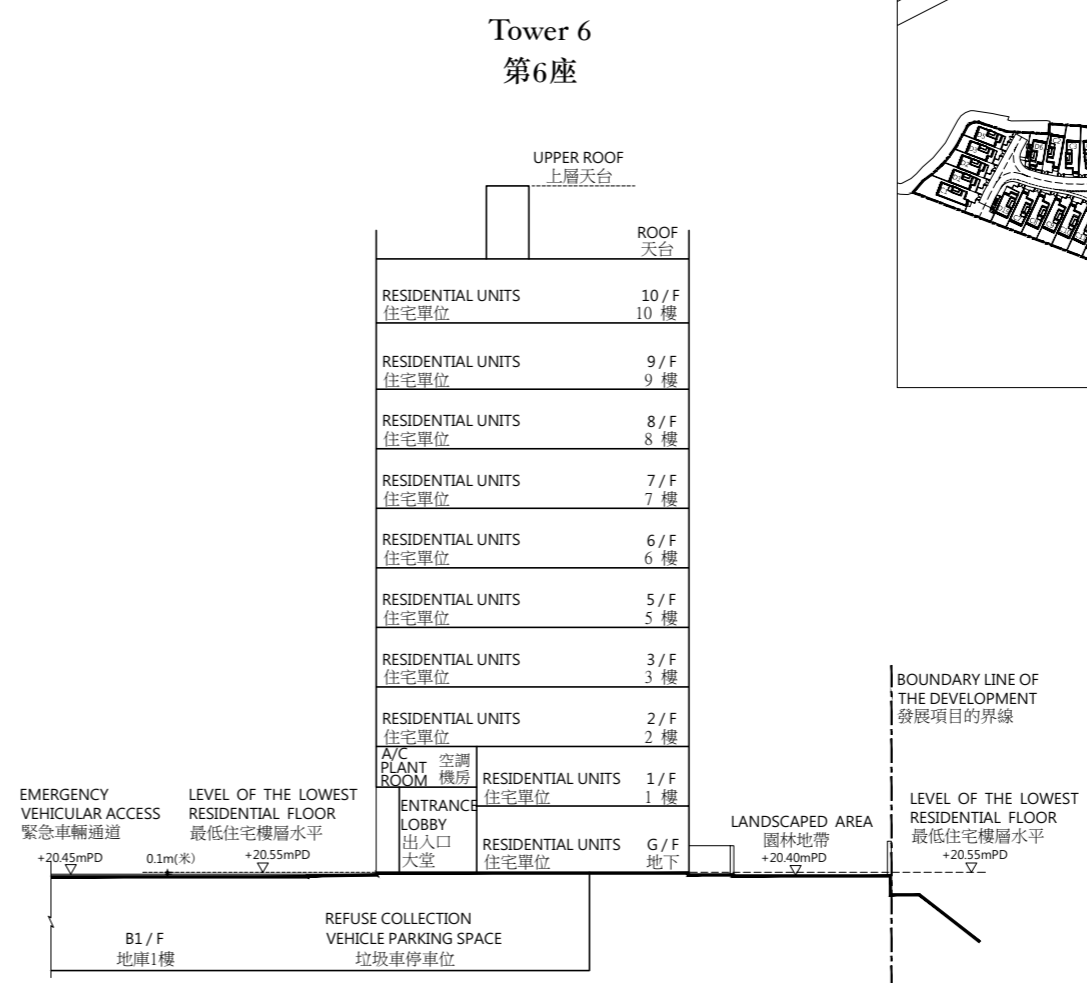 Tower 6
第6座
UPPER ROOF
上層天台
ROOF
天台
RESIDENTIAL UNITS 10 / F
住宅單位 10 樓
RESIDENTIAL UNITS 9 / F
住宅單位 9 樓
RESIDENTIAL UNITS 8 / F
住宅單位 8 樓
RESIDENTIAL UNITS 7 / F
住宅單位 7 樓
RESIDENTIAL UNITS 6 / F
住宅單位 6 樓
RESIDENTIAL UNITS 5 / F
住宅單位 5 樓
RESIDENTIAL UNITS 3 / F
住宅單位 3 樓
RESIDENTIAL UNITS 2 / F
住宅單位 2 樓
A/C
PLANT
ROOM
空調
機房
RESIDENTIAL UNITS 1 / F
住宅單位 1 樓
ENTRANCE
LOBBY
出入口
大堂
RESIDENTIAL UNITS G / F
住宅單位 地下
EMERGENCY
VEHICULAR ACCESS
緊急車輛通道
+20.45mPD
0.1m(米)
LEVEL OF THE LOWEST
RESIDENTIAL FLOOR
最低住宅樓層水平
+20.55mPD
LANDSCAPED AREA
園林地帶
+20.40mPD
BOUNDARY LINE OF
THE DEVELOPMENT
發展項目的界線
LEVEL OF THE LOWEST
RESIDENTIAL FLOOR
最低住宅樓層水平
+20.55mPD
B1 / F
地庫1樓
REFUSE COLLECTION
VEHICLE PARKING SPACE
垃圾車停車位